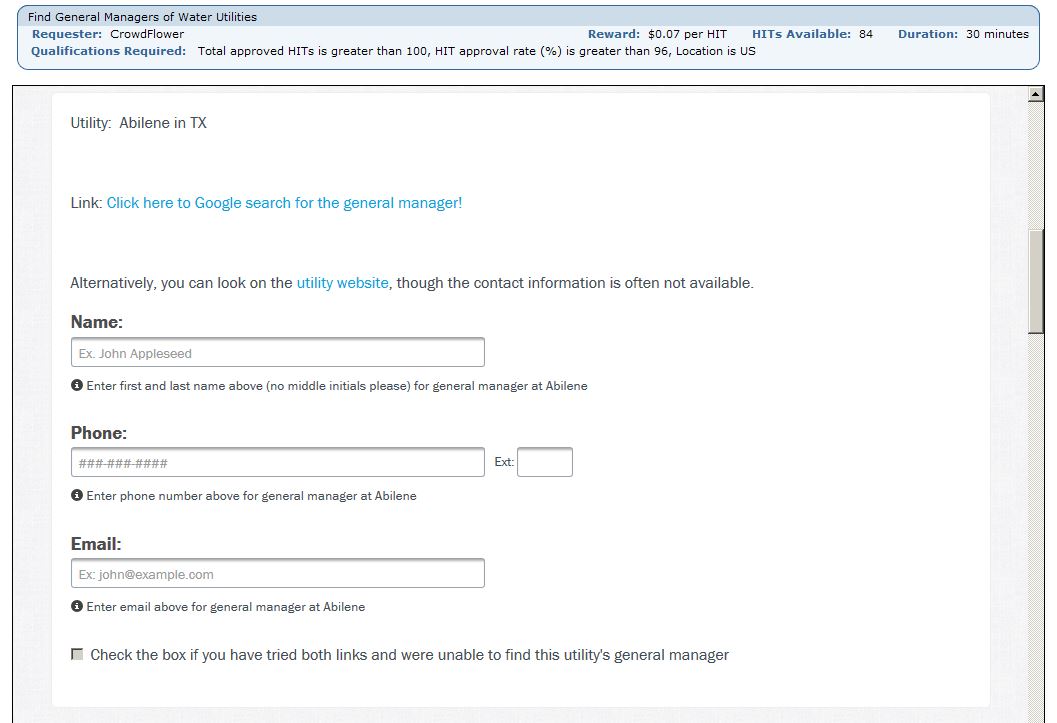 Find General Managers of Water Utilities
Requester: CrowdFlower Reward: $0.07 per HIT HITs Available: 84 Duration: 30 minutes
Qualifications Required: Total approved HITs is greater than 100, HIT approval rate (%) is greater than 96, Location is US
Utility: Abilene in TX
Link: Click here to Google search for the general manager!
Alternatively, you can look on the utility website, though the contact information is often not available.
Name:
Ex. John Appleseed
Enter first and last name above (no middle initials please) for general manager at Abilene
Phone:
###-###-#### Ext:
Enter phone number above for general manager at Abilene
Email:
Ex: john@example.com
Enter email above for general manager at Abilene
Check the box if you have tried both links and were unable to find this utility's general manager